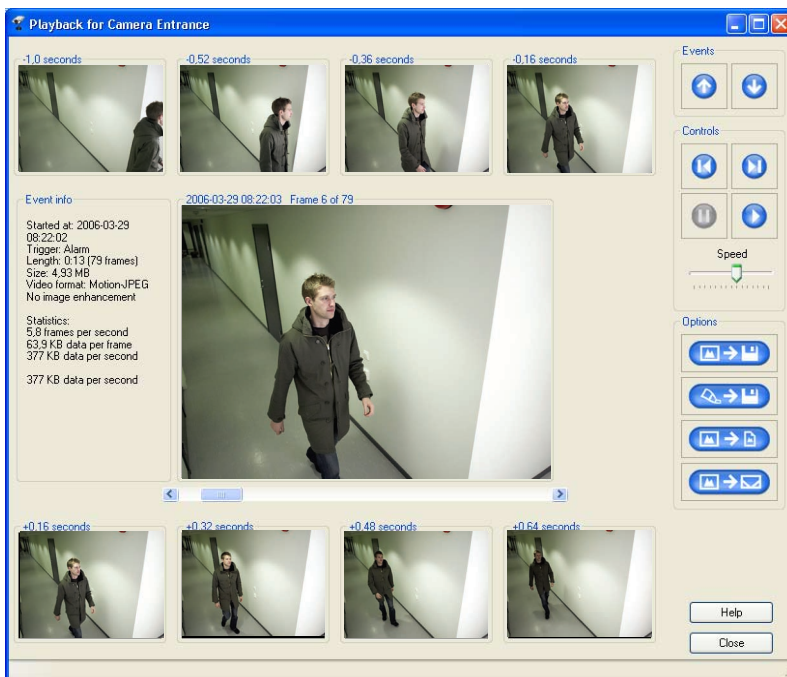 Playback for Camera Entrance
-1,0 seconds
-0,52 seconds
-0,36 seconds
-0,16 seconds
Events
Controls
Speed
Event info
Started at: 2006-03-29
08:22:02
Trigger: Alarm
Length: 0:13 (79 frames)
Size: 4,93 MB
Video format: Motion-JPEG
No image enhancement
Statistics:
5,8 frames per second
63,9 KB data per frame
377 KB data per second
377 KB data per second
2006-03-29 08:22:03 Frame 6 of 79
Options
+0,16 seconds
+0,32 seconds
+0,48 seconds
+0,64 seconds
Help
Close